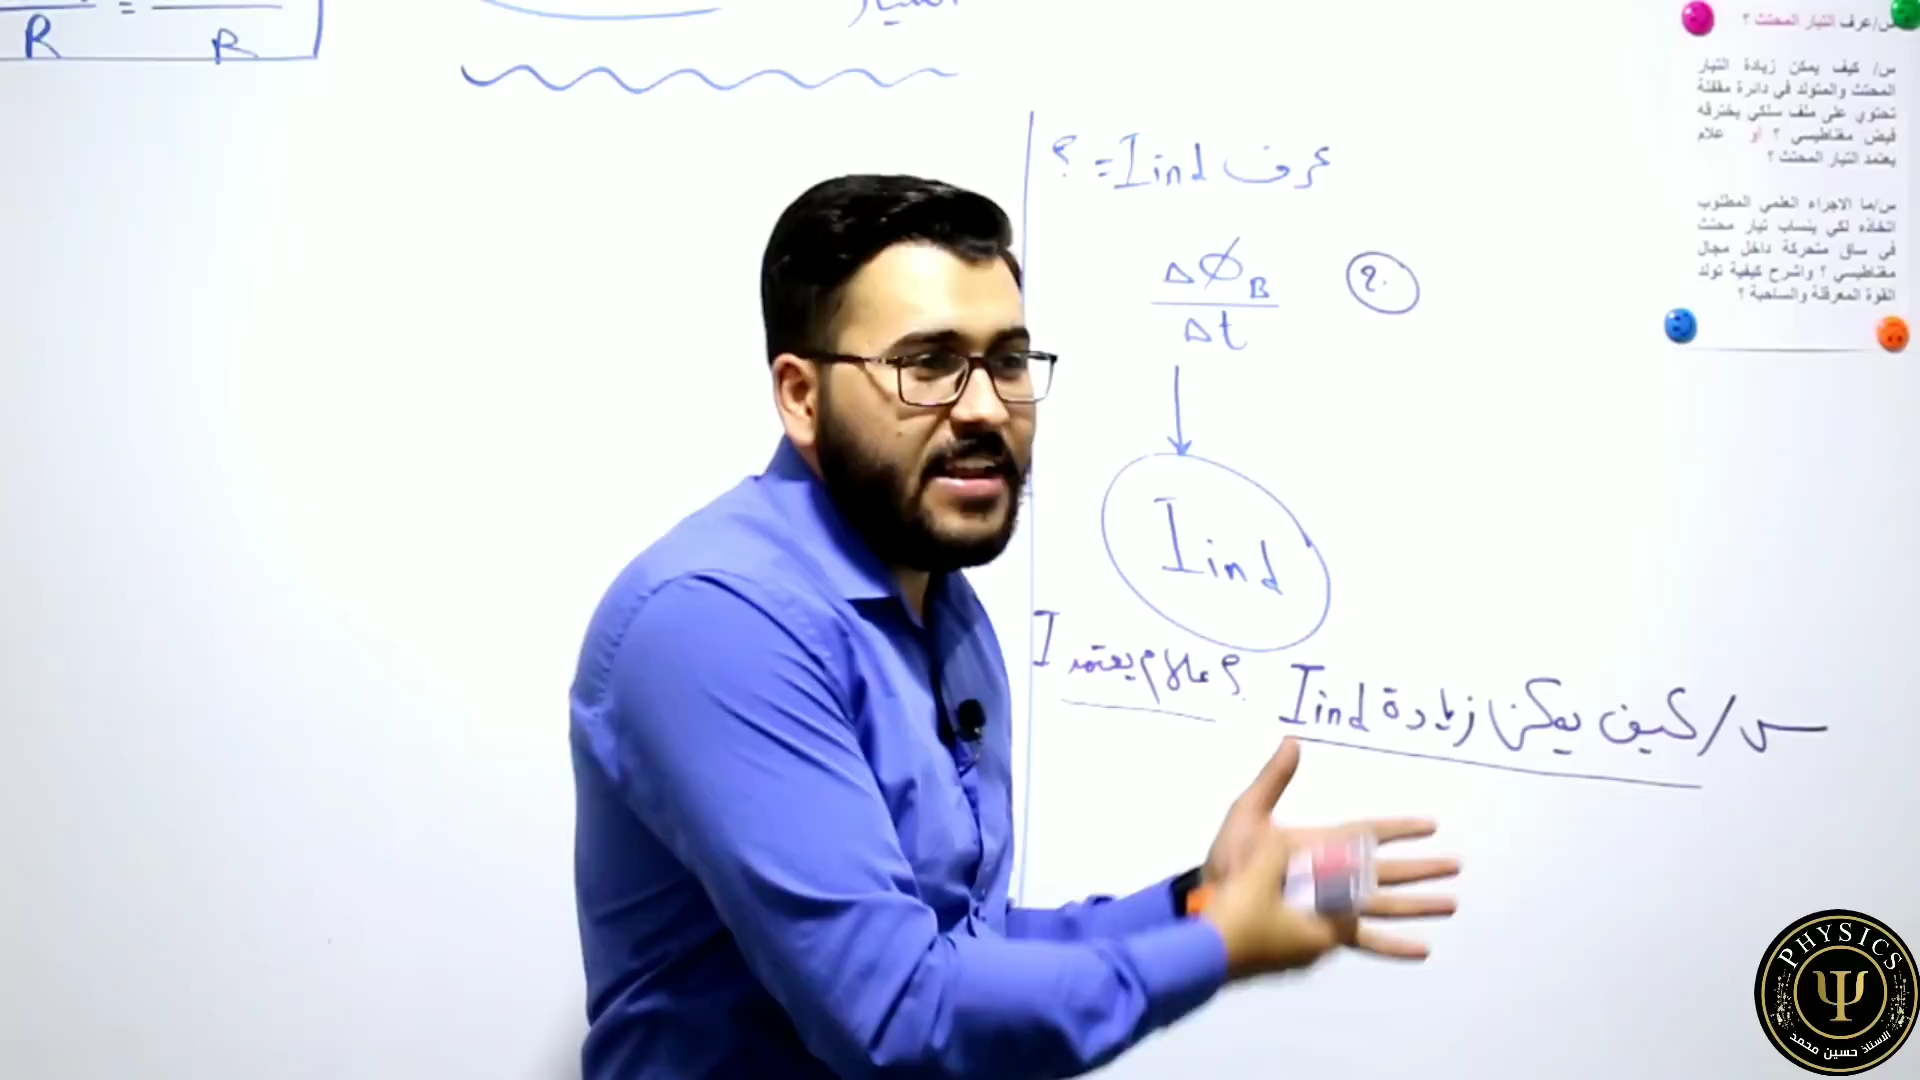 R = R
عرف Iind = ؟
ΔΦB
Δt
؟
Iind
علام يعتمد I ؟
س/ كيف يمكن زيادة Iind
س/عرف التيار المحتث ؟
س/ كيف يمكن زيادة التيار
المحتث والمتولد في دائرة مقفلة
تحتوي على ملف سلكي يخترقه
فيض مغناطيسي ؟ أو علام
يعتمد التيار المحتث ؟
س/ما الاجراء العلمي المطلوب
اتخاذه لكي ينساب تيار محتث
في ساق متحركة داخل مجال
مغناطيسي ؟ واشرح كيفية تولد
القوة المعرقلة والساحبة ؟
PHYSICS
Ψ
الاستاذ حسين محمد